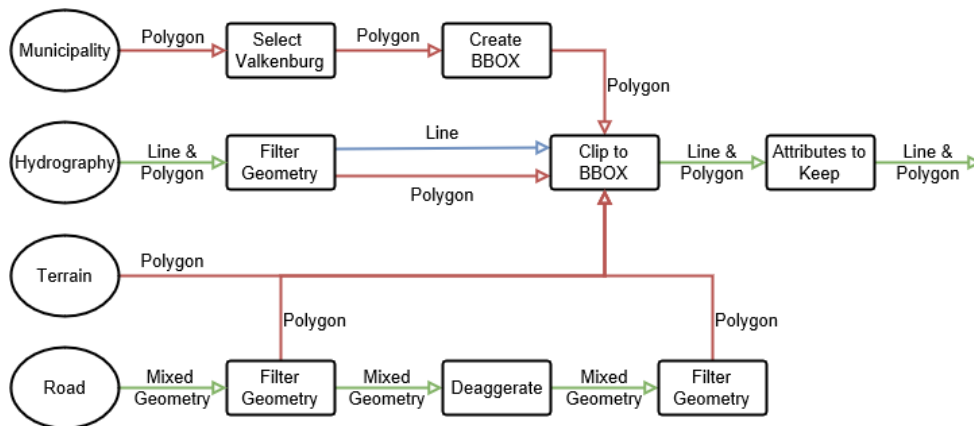 Municipality
Polygon
Select
Valkenburg
Polygon
Create
BBOX
Polygon
Hydrography
Line &
Polygon
Filter
Geometry
Line
Polygon
Clip to
BBOX
Line &
Polygon
Attributes to
Keep
Line &
Polygon
Terrain
Polygon
Polygon
Polygon
Road
Mixed
Geometry
Filter
Geometry
Mixed
Geometry
Deaggerate
Mixed
Geometry
Filter
Geometry